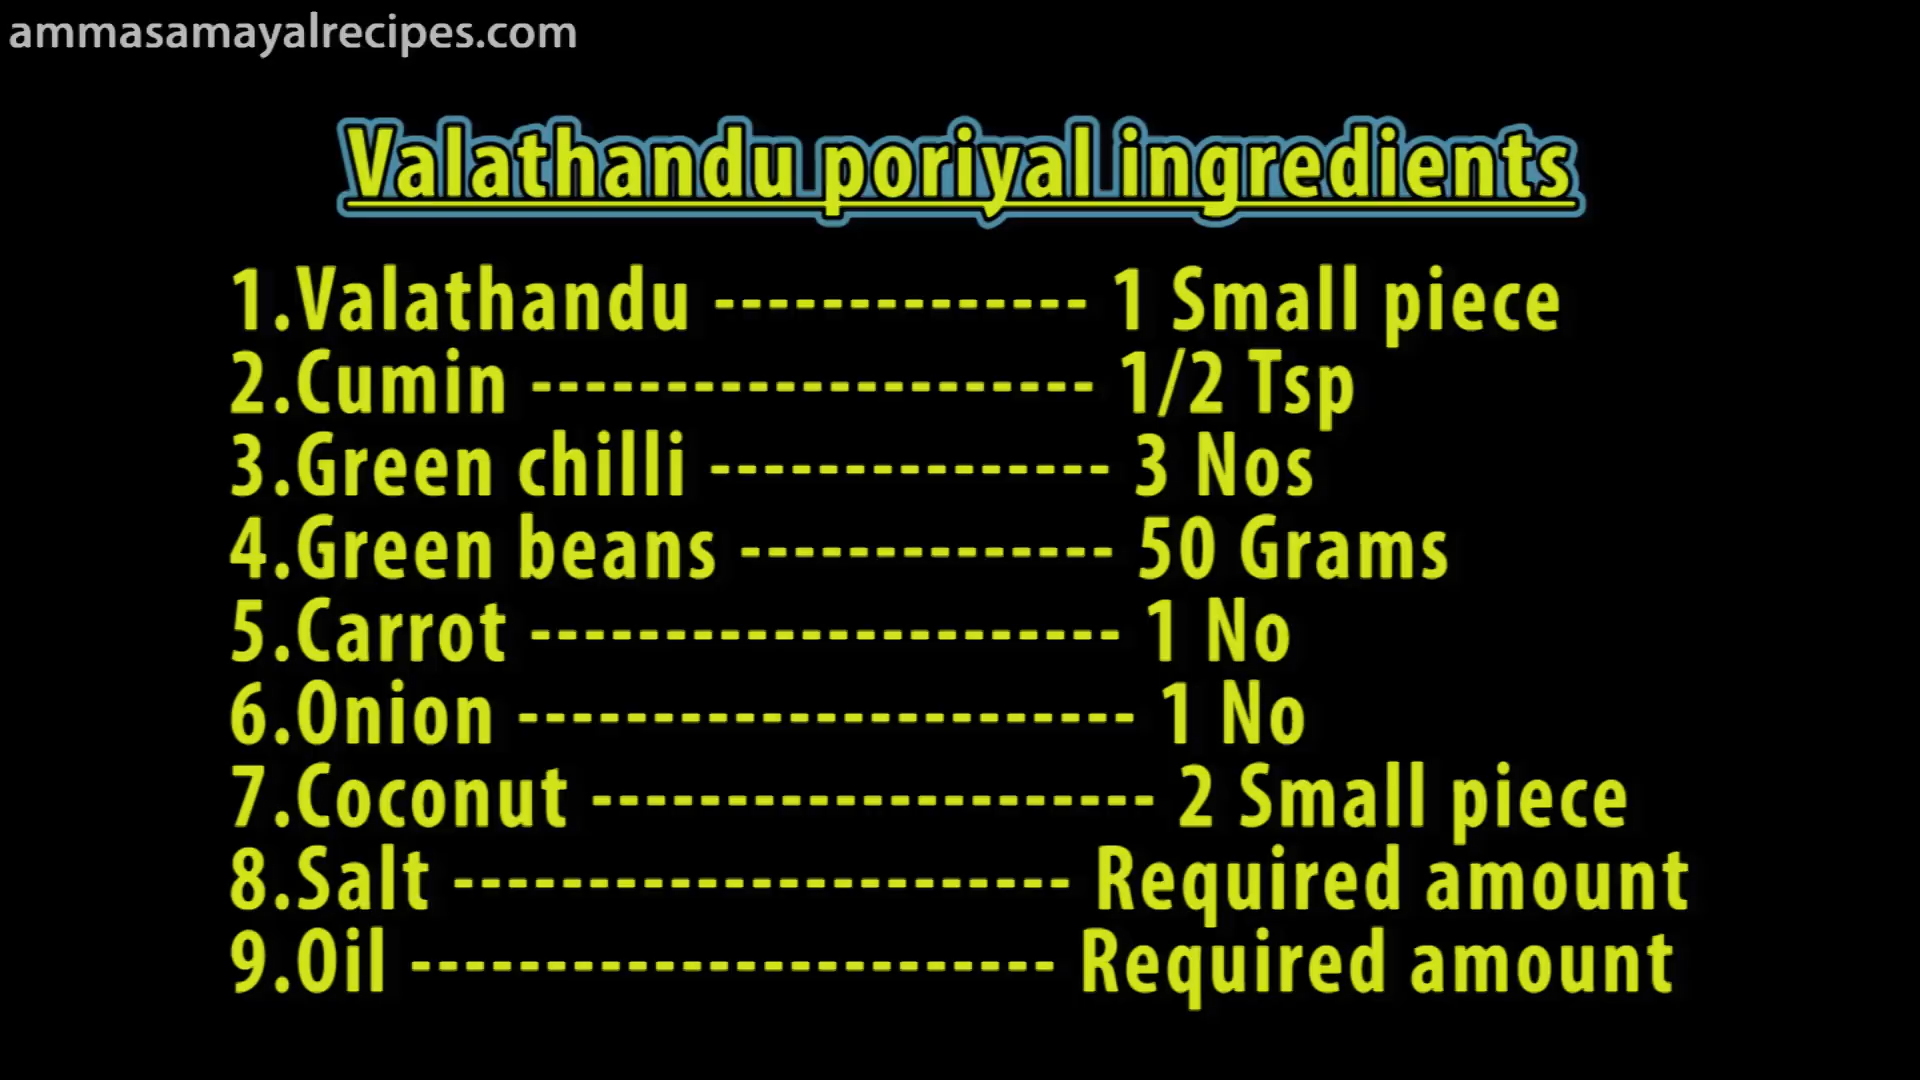 ammasamayalrecipes.com
Valathandu poriyal ingredients
1.Valathandu -------------- 1 Small piece
2.Cumin --------------------- 1/2 Tsp
3.Green chilli --------------- 3 Nos
4.Green beans -------------- 50 Grams
5.Carrot ---------------------- 1 No
6.Onion ----------------------- 1 No
7.Coconut --------------------- 2 Small piece
8.Salt ----------------------- Required amount
9.Oil ------------------------ Required amount